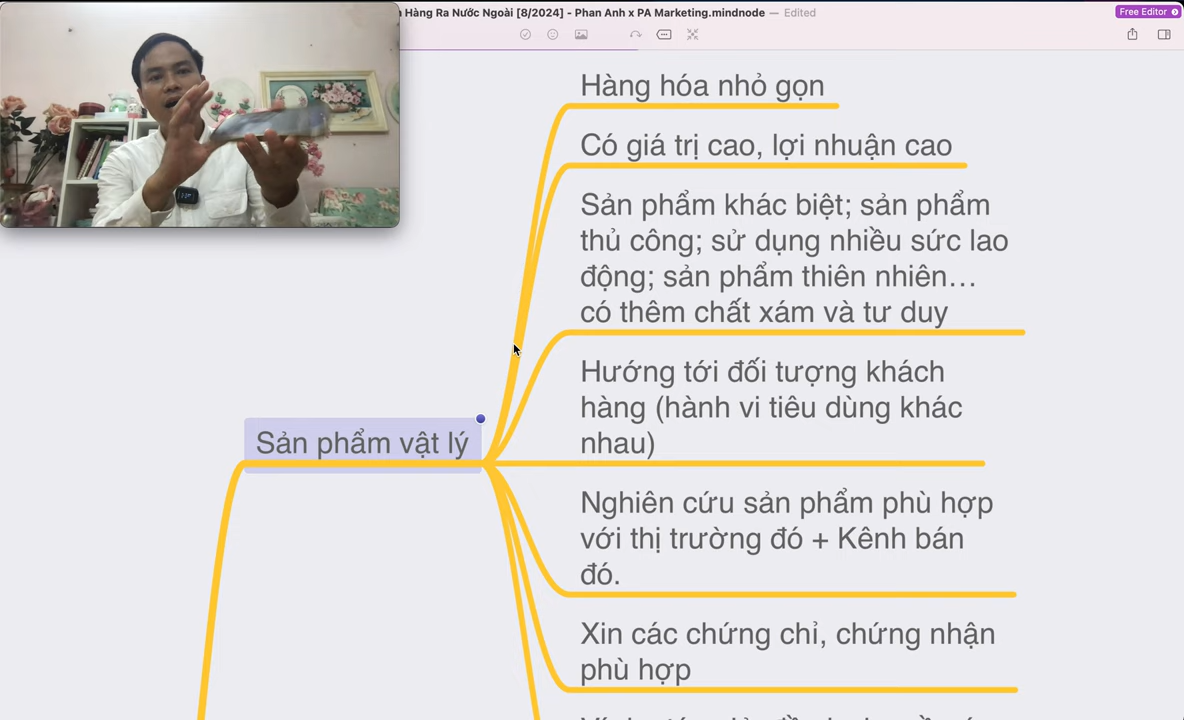 Hàng Ra Nước Ngoài [8/2024] - Phan Anh x PA Marketing.mindnode — Edited
Free Editor
Hàng hóa nhỏ gọn
Có giá trị cao, lợi nhuận cao
Sản phẩm khác biệt; sản phẩm
thủ công; sử dụng nhiều sức lao
động; sản phẩm thiên nhiên…
có thêm chất xám và tư duy
Hướng tới đối tượng khách
hàng (hành vi tiêu dùng khác
nhau)
Sản phẩm vật lý
Nghiên cứu sản phẩm phù hợp
với thị trường đó + Kênh bán
đó.
Xin các chứng chỉ, chứng nhận
phù hợp